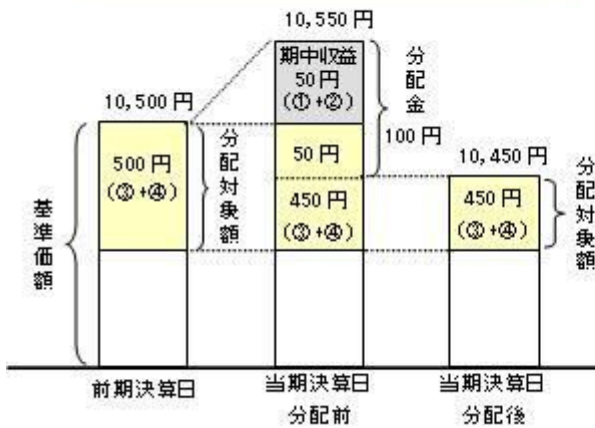 10,550円
期中収益
50円
(①+②)
分配金
100円
10,500円
500円
(③+④)
分配対象額
50円
450円
(③+④)
10,450円
450円
(③+④)
分配対象額
基準価額
前期決算日
当期決算日
分配前
当期決算日
分配後